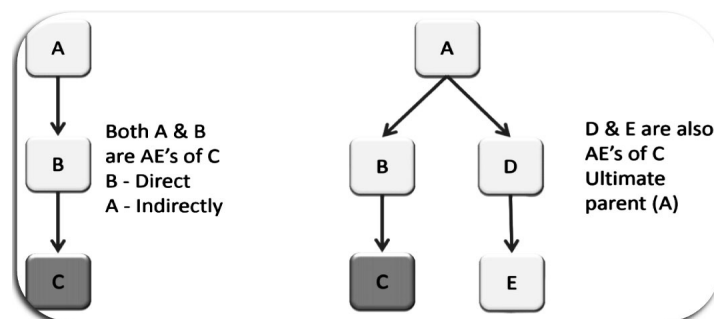 A
B
C
Both A & B
are AE's of C
B - Direct
A - Indirectly
A
B
D
C
E
D & E are also
AE's of C
Ultimate
parent (A)